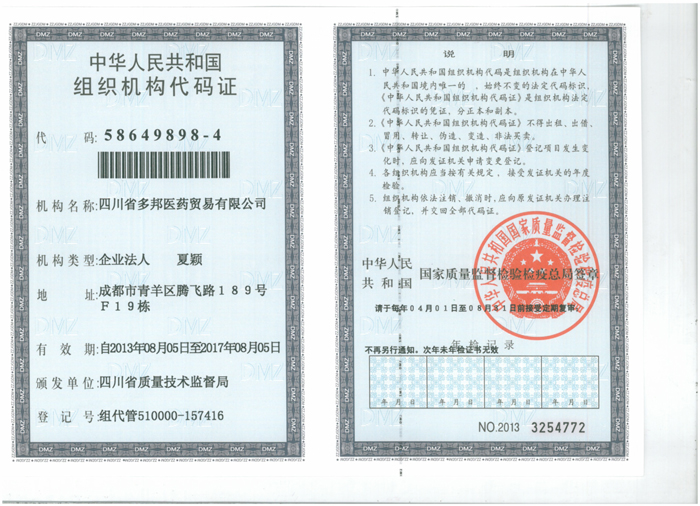 中华人民共和国
组织机构代码证
代 码:58649898-4
机构名称:四川省多邦医药贸易有限公司
机构类型:企业法人 夏颖
地 址:成都市青羊区腾飞路189号
F19栋
有 效 期:自2013年08月05日至2017年08月05日
颁发单位:四川省质量技术监督局
登 记 号:组代管510000-157416
说 明
1. 中华人民共和国组织机构代码是组织机构在中华人
民共和国境内唯一的、始终不变的法定代码标识,
《中华人民共和国组织机构代码证》是组织机构法定
代码标识的凭证,分正本和副本。
2.《中华人民共和国组织机构代码证》不得出租、出借、
冒用、转让、伪造、变造、非法买卖。
3.《中华人民共和国组织机构代码证》登记项目发生变
化时,应向发证机关申请变更登记。
4. 各组织机构应当按有关规定,接受发证机关的年度
检验。
5. 组织机构依法注销、撤消时,应向原发证机关办理注
销登记,并交回全部代码证。
中华人民
共和国 国家质量监督检验检疫总局签章
中华人民共和国国家质量监督检验检疫总局
请于每年04月01日至08月31日前接受定期复审,
年检记录
不再另行通知。次年未年检证书无效
年 月 日 年 月 日 年 月 日 年 月 日
NO.2013 3254772
DMZ